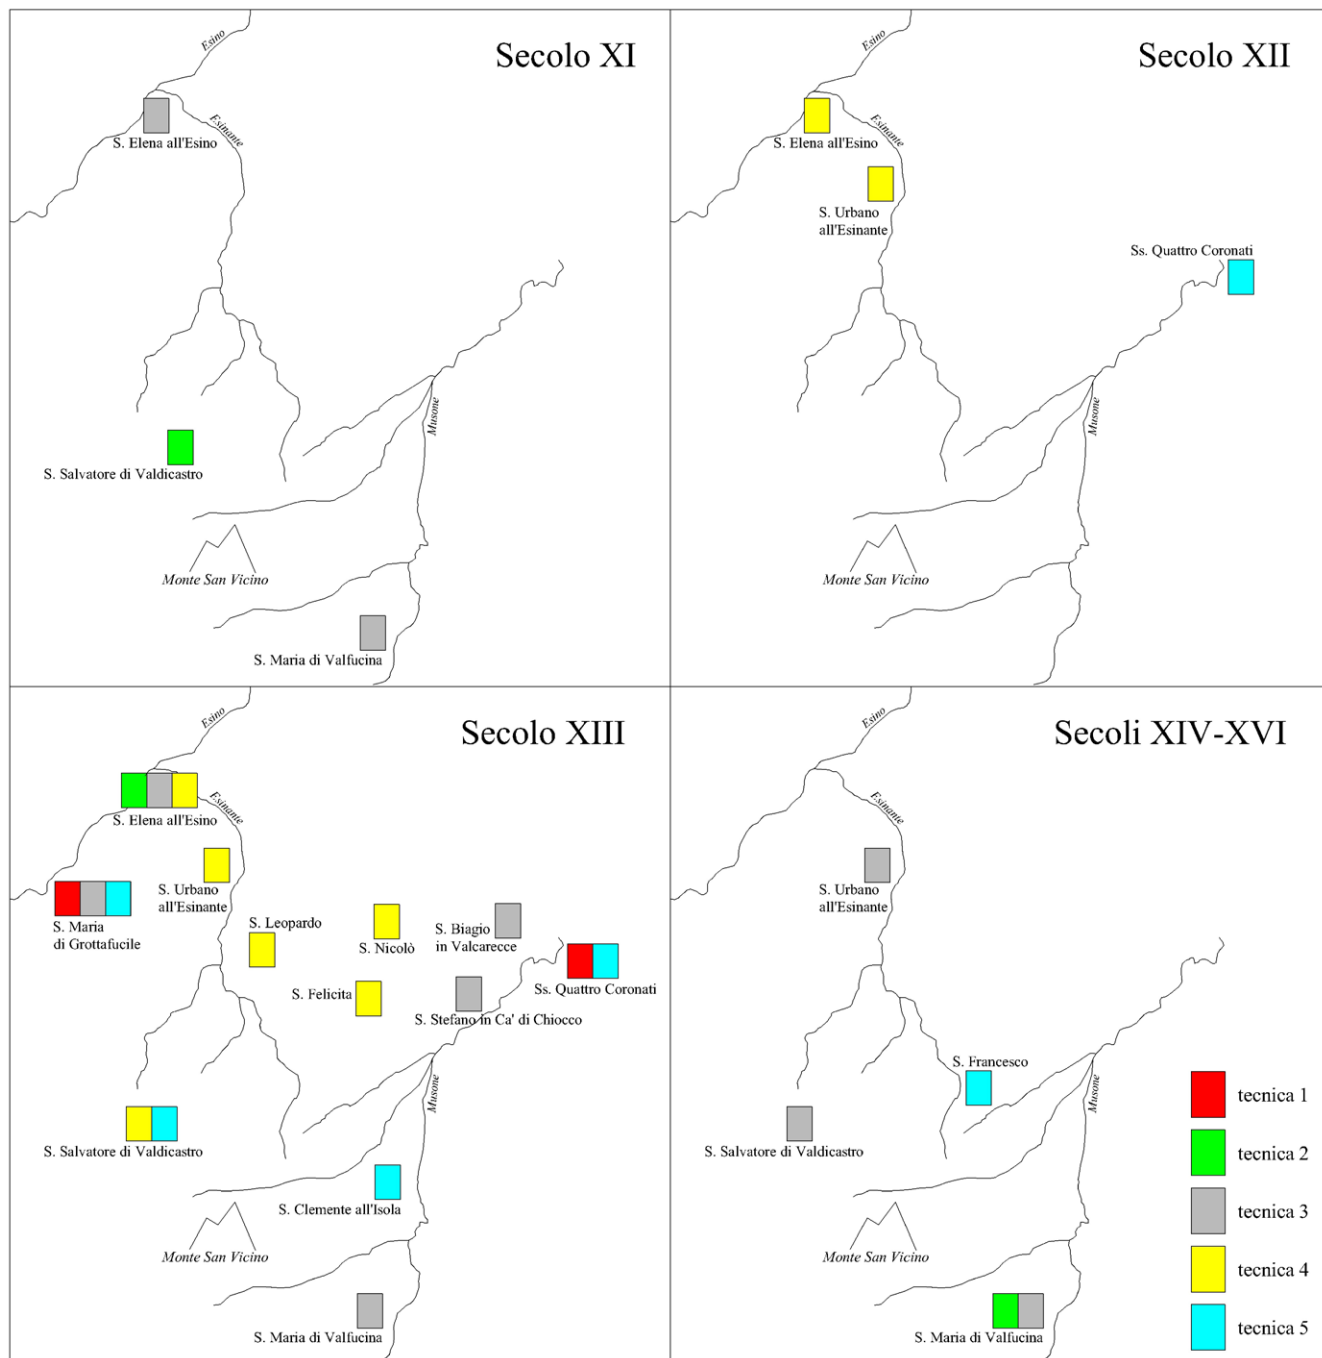 Secolo XI
Esino
Esinante
S. Elena all'Esino
Musone
S. Salvatore di Valdicastro
Monte San Vicino
S. Maria di Valfucina
Secolo XII
Esinante
S. Elena all'Esino
S. Urbano
all'Esinante
Ss. Quattro Coronati
Musone
Monte San Vicino
Secolo XIII
Esino
Esinante
S. Elena all'Esino
S. Urbano
all'Esinante
S. Maria
di Grottafucile
S. Leopardo
S. Nicolò
S. Biagio
in Valcarecce
S. Felicita
Ss. Quattro Coronati
S. Stefano in Ca' di Chiocco
Musone
S. Salvatore di Valdicastro
S. Clemente all'Isola
Monte San Vicino
S. Maria di Valfucina
Secoli XIV-XVI
Esinante
S. Urbano
all'Esinante
S. Francesco
Musone
S. Salvatore di Valdicastro
Monte San Vicino
S. Maria di Valfucina
tecnica 1
tecnica 2
tecnica 3
tecnica 4
tecnica 5